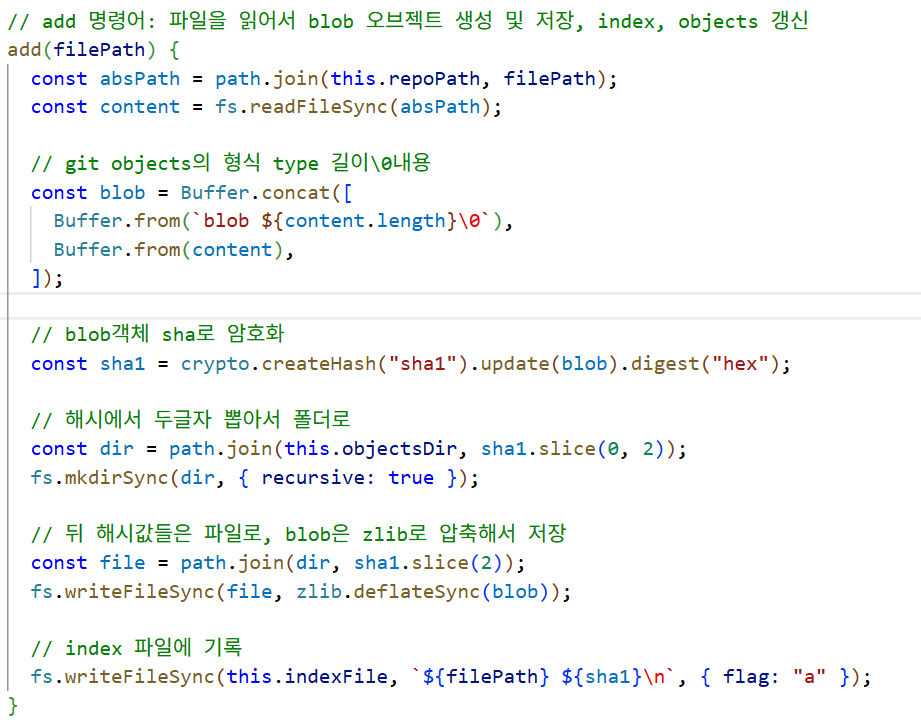 // add 명령어: 파일을 읽어서 blob 오브젝트 생성 및 저장, index, objects 갱신
add(filePath) {
  const absPath = path.join(this.repoPath, filePath);
  const content = fs.readFileSync(absPath);

  // git objects의 형식 type 길이\0내용
  const blob = Buffer.concat([
    Buffer.from(`blob ${content.length}\0`),
    Buffer.from(content),
  ]);

  // blob객체 sha로 암호화
  const sha1 = crypto.createHash("sha1").update(blob).digest("hex");

  // 해시에서 두글자 뽑아서 폴더로
  const dir = path.join(this.objectsDir, sha1.slice(0, 2));
  fs.mkdirSync(dir, { recursive: true });

  // 뒤 해시값들은 파일로, blob은 zlib로 압축해서 저장
  const file = path.join(dir, sha1.slice(2));
  fs.writeFileSync(file, zlib.deflateSync(blob));

  // index 파일에 기록
  fs.writeFileSync(this.indexFile, `${filePath} ${sha1}\n`, { flag: "a" });
}